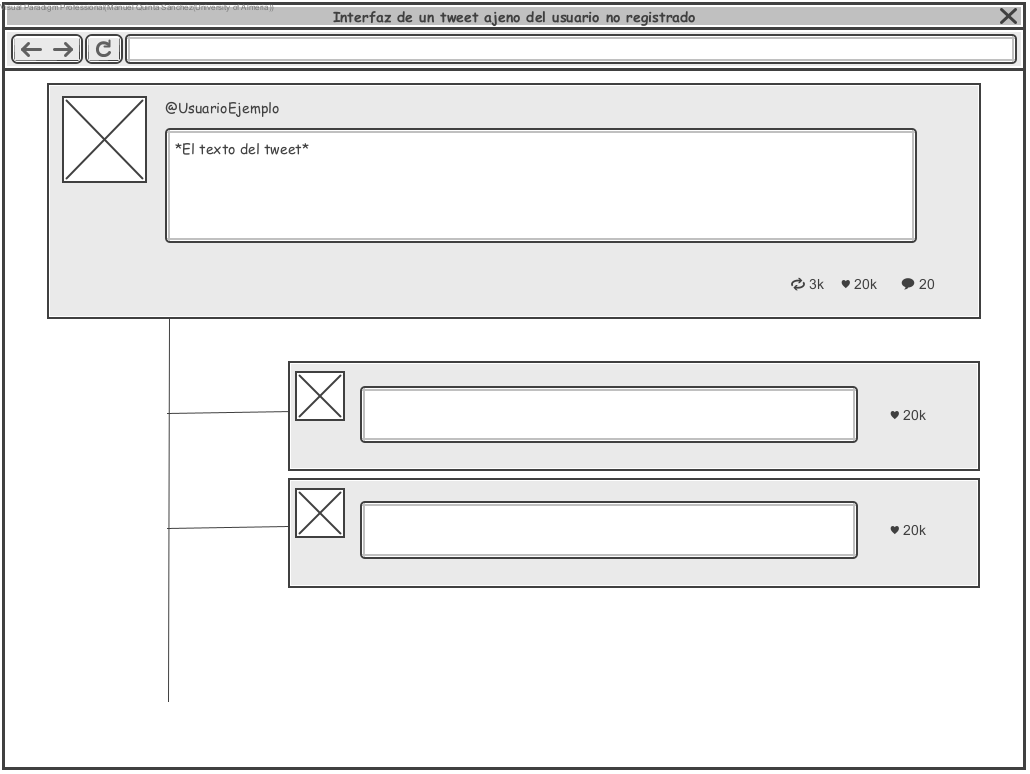 Visual Paradigm Professional(Manuel Quinta Sanchez(University of Almeria))
Interfaz de un tweet ajeno del usuario no registrado
@UsuarioEjemplo
*El texto del tweet*
3k 20k 20
20k
20k